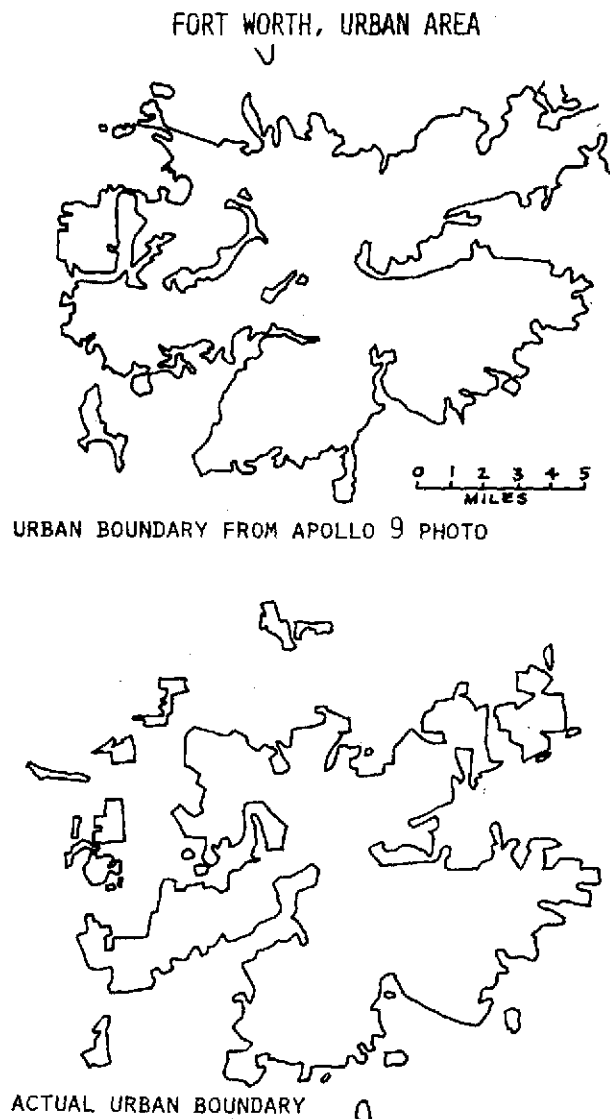 FORT WORTH, URBAN AREA
0 1 2 3 4 5
MILES
URBAN BOUNDARY FROM APOLLO 9 PHOTO
ACTUAL URBAN BOUNDARY